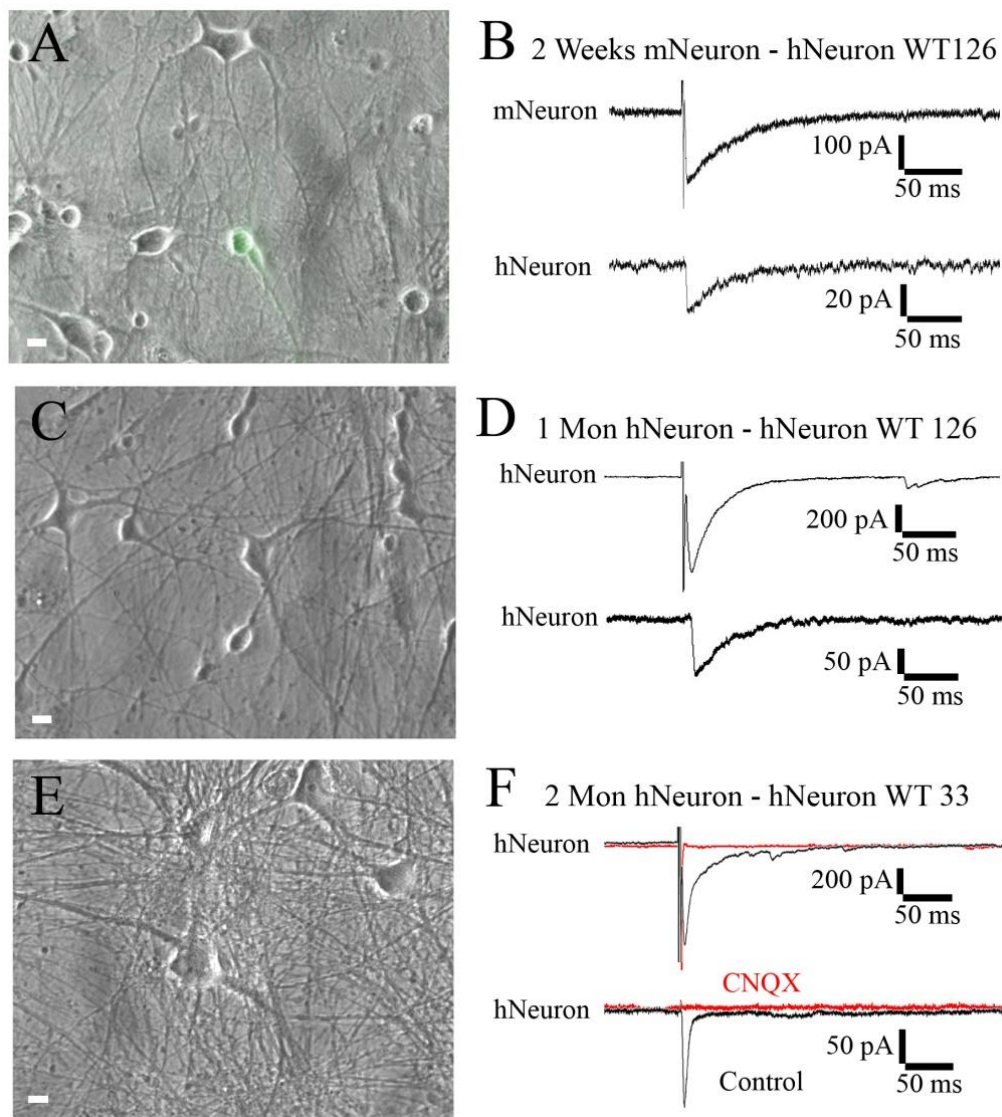 A
B 2 Weeks mNeuron - hNeuron WT126
mNeuron
100 pA
50 ms
hNeuron
20 pA
50 ms
C
D 1 Mon hNeuron - hNeuron WT 126
hNeuron
200 pA
50 ms
hNeuron
50 pA
50 ms
E
F 2 Mon hNeuron - hNeuron WT 33
hNeuron
200 pA
50 ms
CNQX
hNeuron
50 pA
50 ms
Control